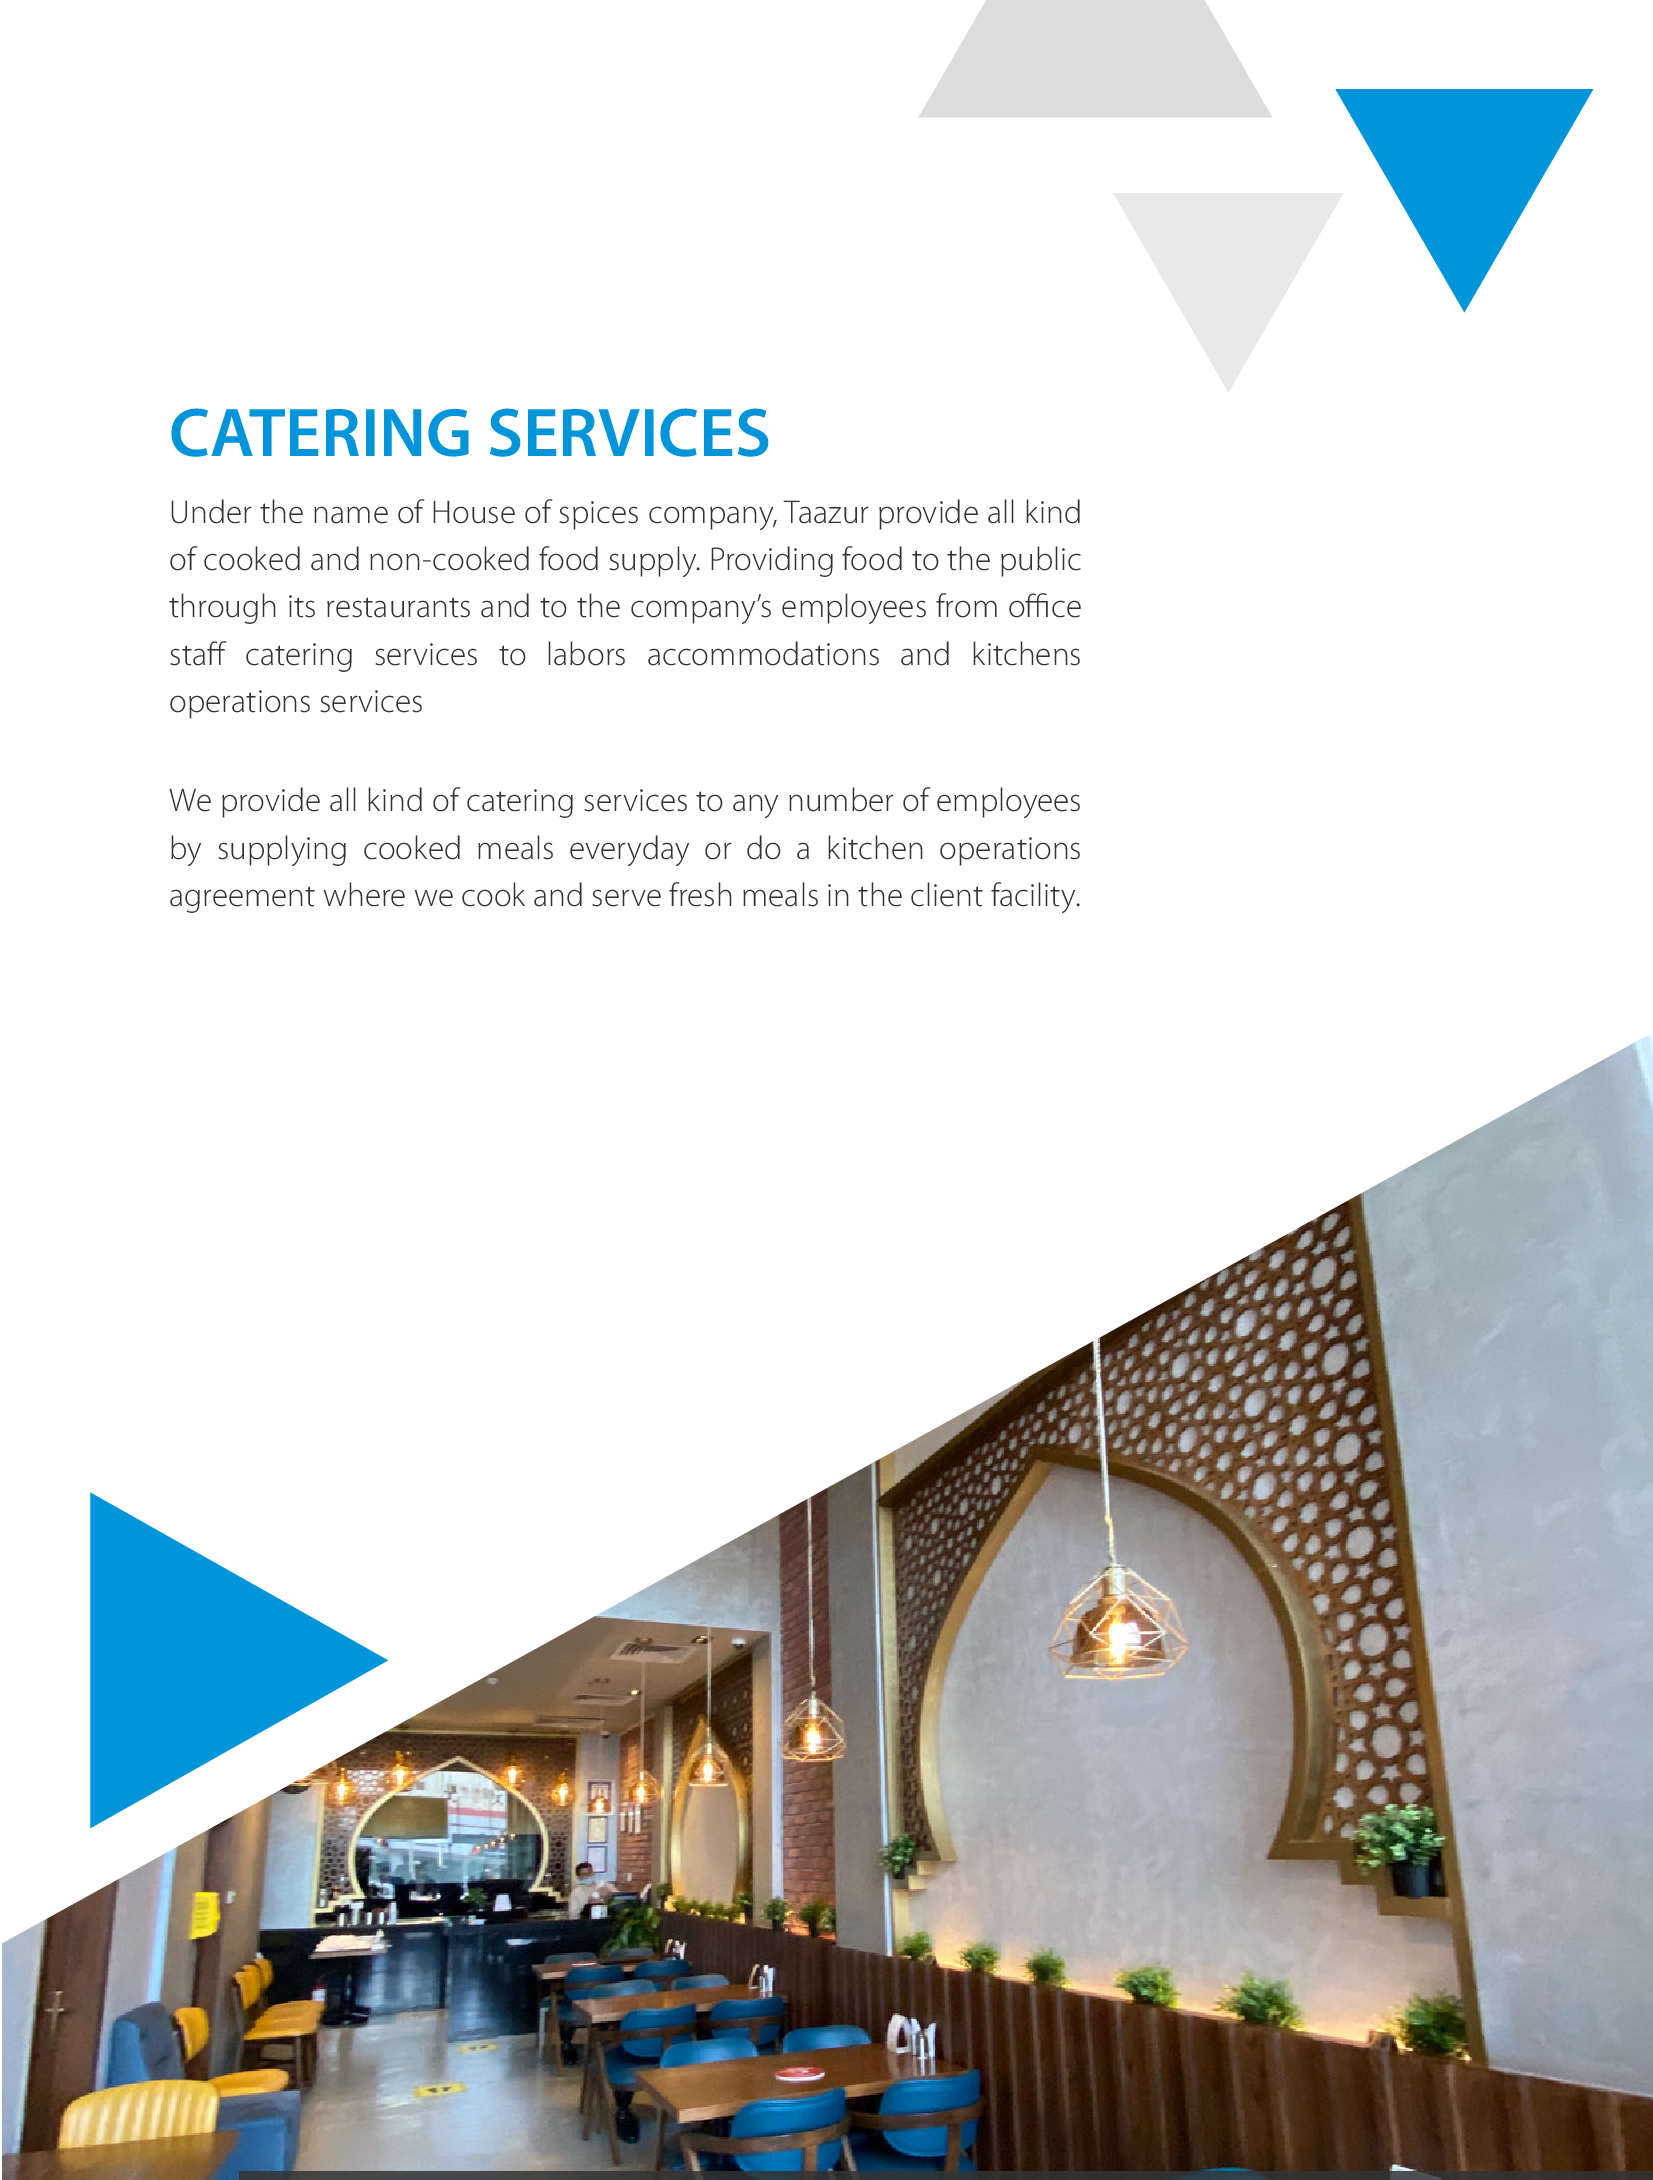 CATERING SERVICES
Under the name of House of spices company, Taazur provide all kind
of cooked and non-cooked food supply. Providing food to the public
through its restaurants and to the company’s employees from office
staff catering services to labors accommodations and kitchens
operations services
We provide all kind of catering services to any number of employees
by supplying cooked meals everyday or do a kitchen operations
agreement where we cook and serve fresh meals in the client facility.